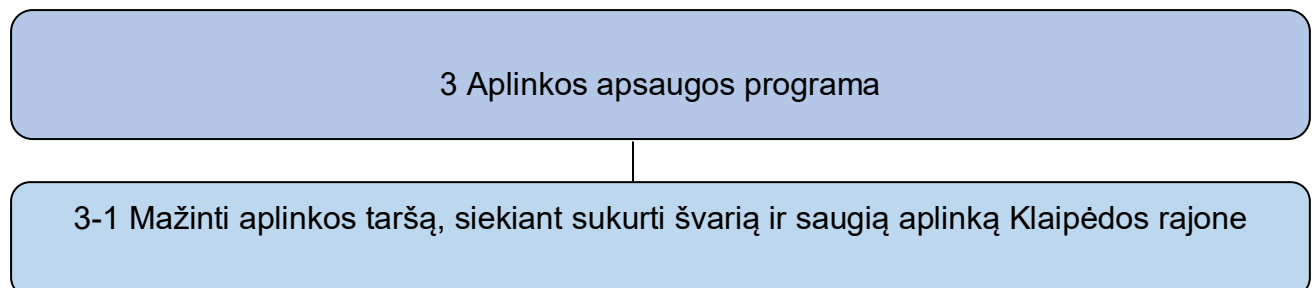 3 Aplinkos apsaugos programa
3-1 Mažinti aplinkos taršą, siekiant sukurti švarią ir saugią aplinką Klaipėdos rajone